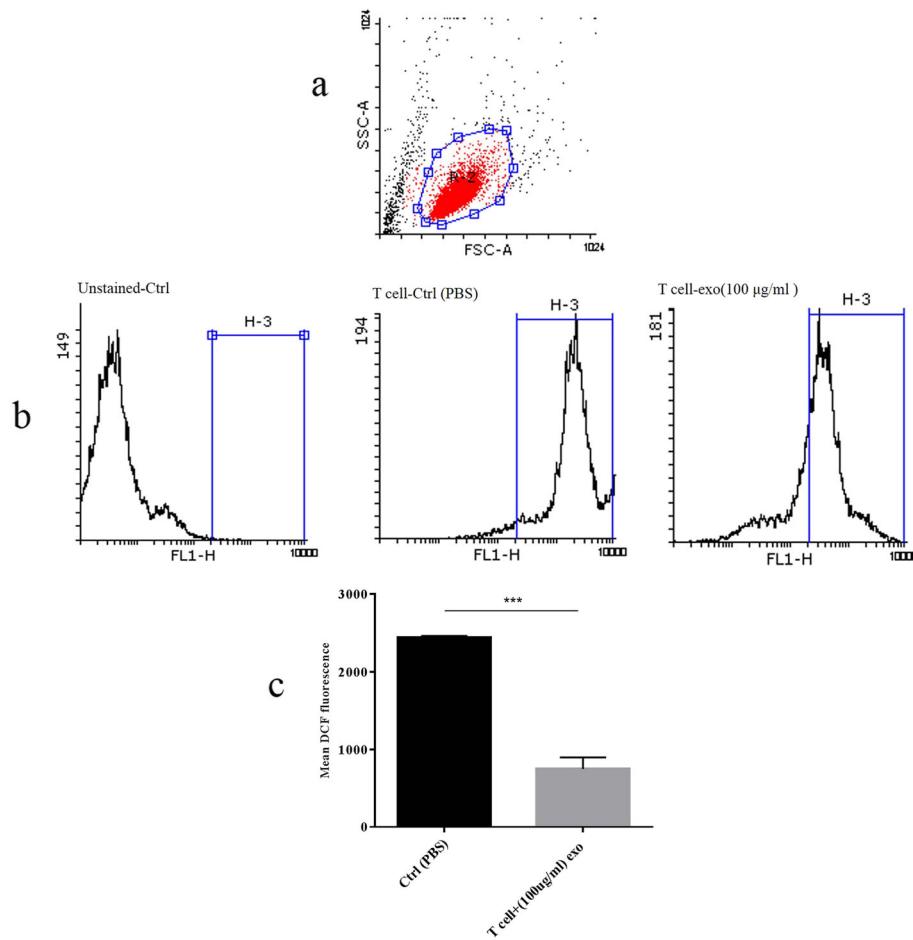 a
1024
SSC-A
R-2
FSC-A
1024
b
Unstained-Ctrl
H-3
149
FL1-H
10000
T cell-Ctrl (PBS)
H-3
194
FL1-H
10000
T cell-exo(100 µg/ml )
H-3
181
FL1-H
c
3000
2000
1000
0
Mean DCF fluorescence
***
Ctrl (PBS)
T cell+(100ug/ml) exo